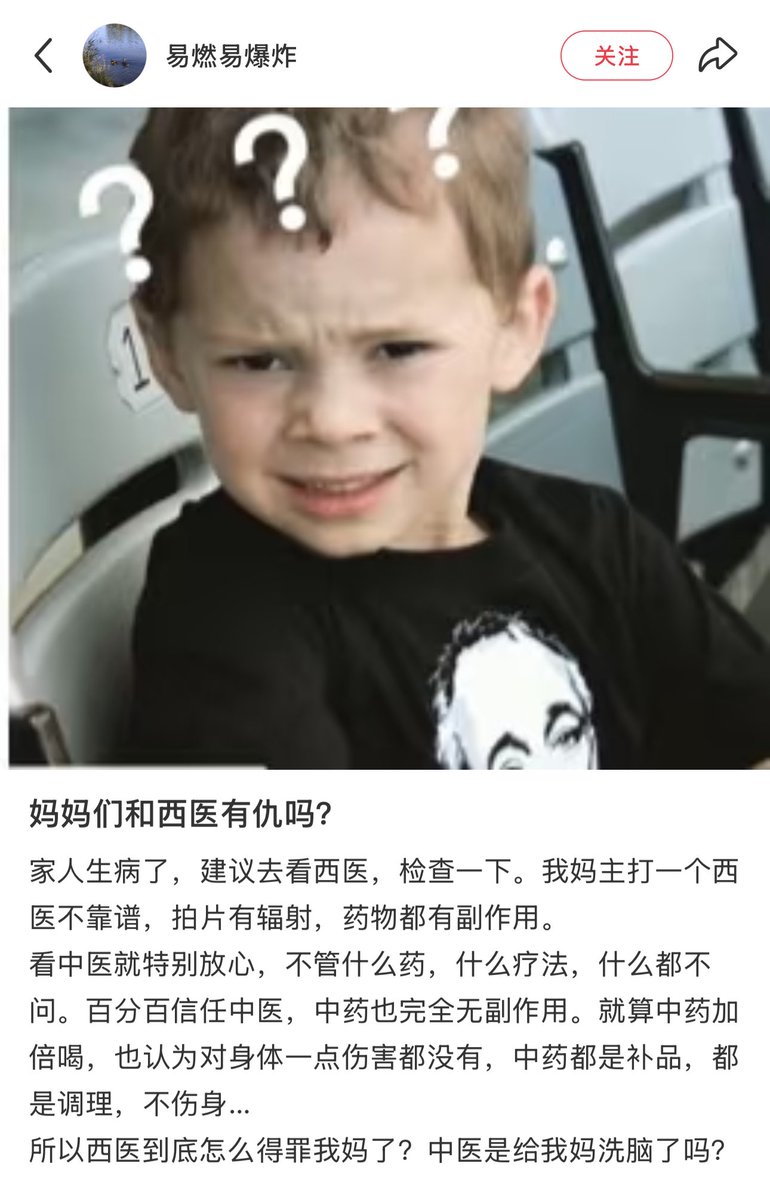 易燃易爆炸
关注
? ? ?
1
妈妈们和西医有仇吗?
家人生病了，建议去看西医，检查一下。我妈主打一个西
医不靠谱，拍片有辐射，药物都有副作用。
看中医就特别放心，不管什么药，什么疗法，什么都不
问。百分百信任中医，中药也完全无副作用。就算中药加
倍喝，也认为对身体一点伤害都没有，中药都是补品，都
是调理，不伤身...
所以西医到底怎么得罪我妈了？中医是给我妈洗脑了吗？